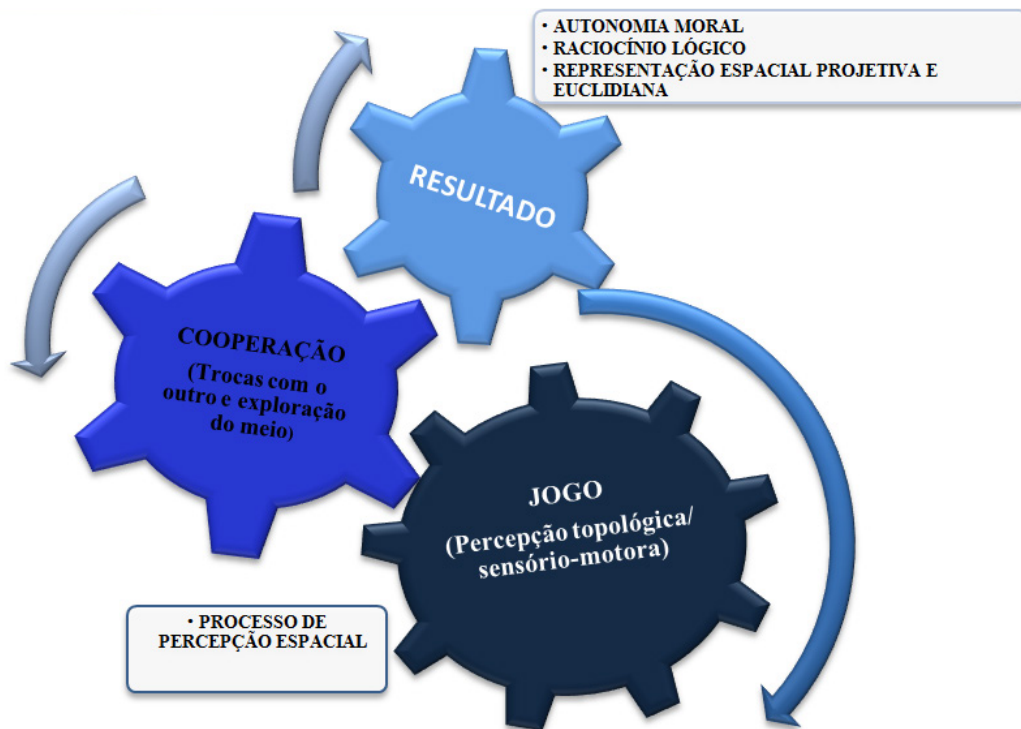 • AUTONOMIA MORAL
• RACIOCÍNIO LÓGICO
• REPRESENTAÇÃO ESPACIAL PROJETIVA E
EUCLIDIANA
RESULTADO
COOPERAÇÃO
(Trocas com o
outro e exploração
do meio)
JOGO
(Percepção topológica/
sensório-motora)
• PROCESSO DE
PERCEPÇÃO ESPACIAL